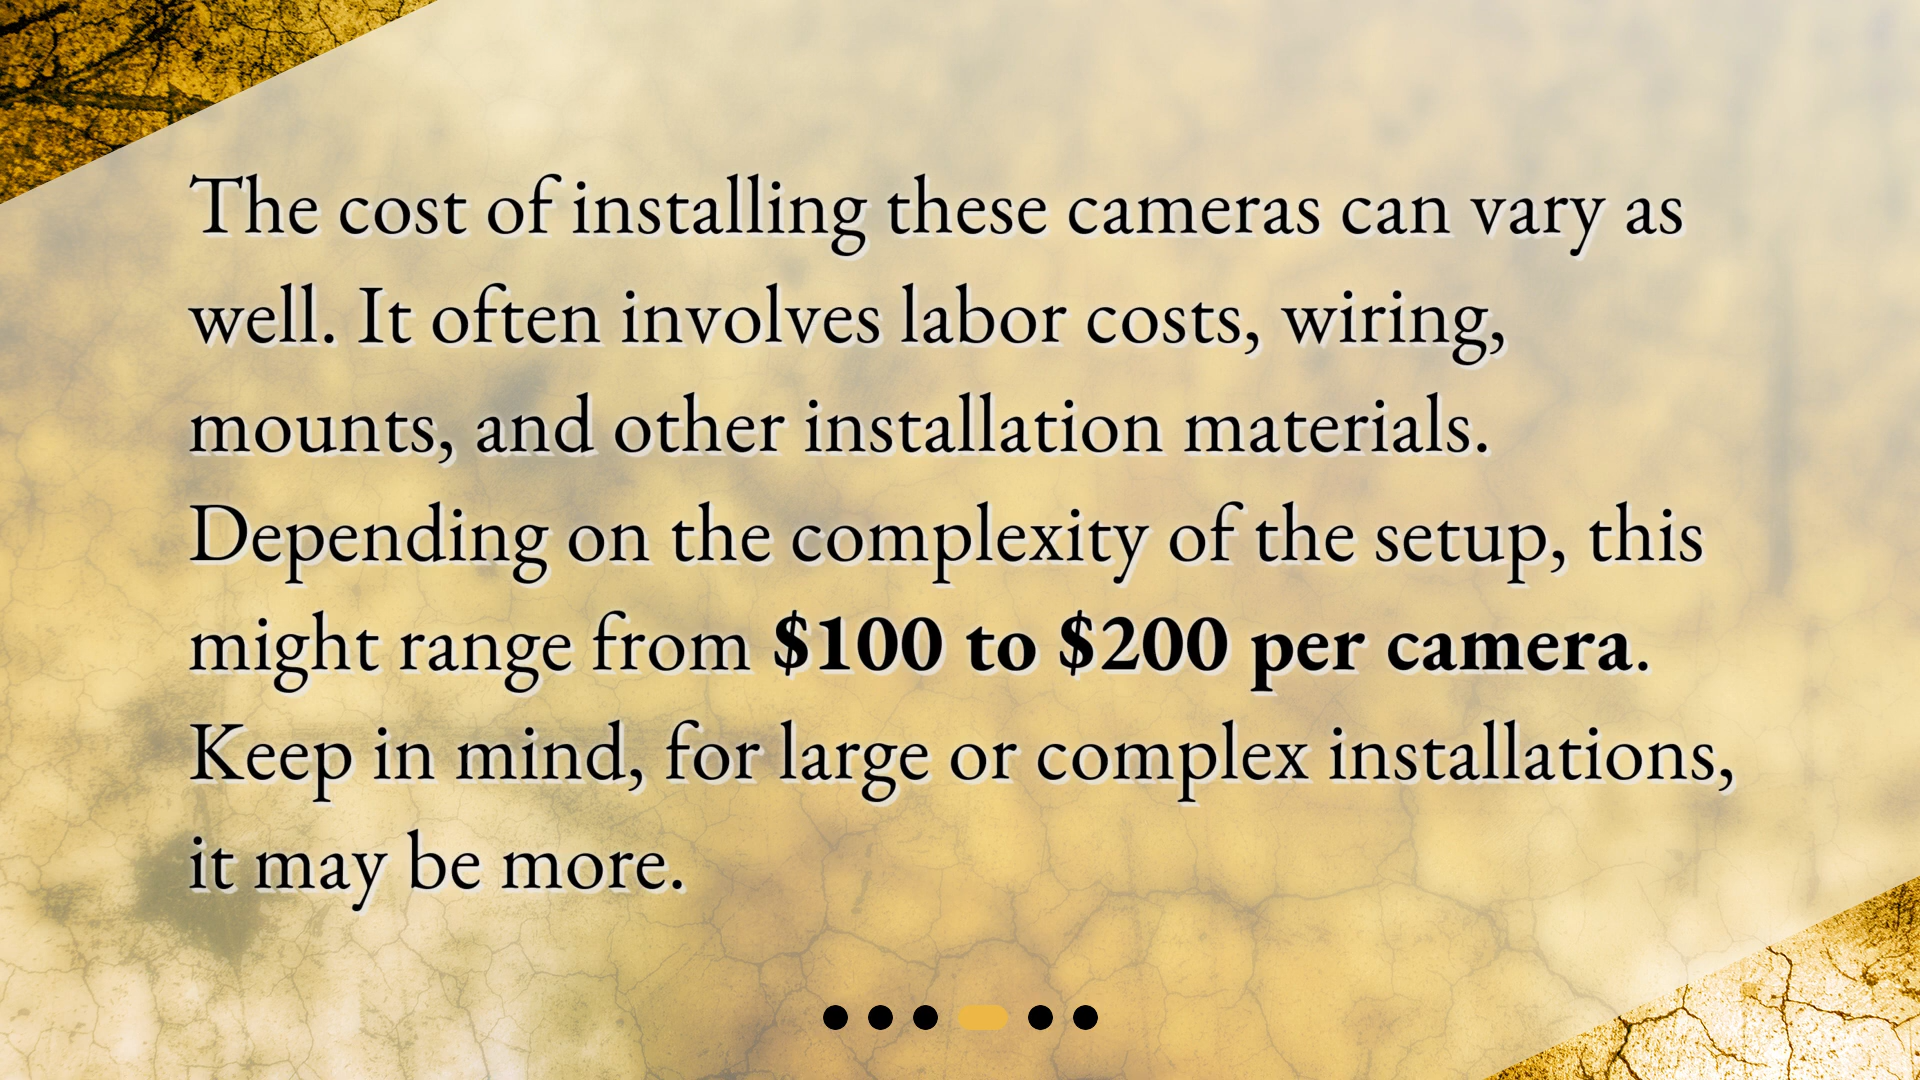 The cost of installing these cameras can vary as
well. It often involves labor costs, wiring,
mounts, and other installation materials.
Depending on the complexity of the setup, this
might range from $100 to $200 per camera.
Keep in mind, for large or complex installations,
it may be more.